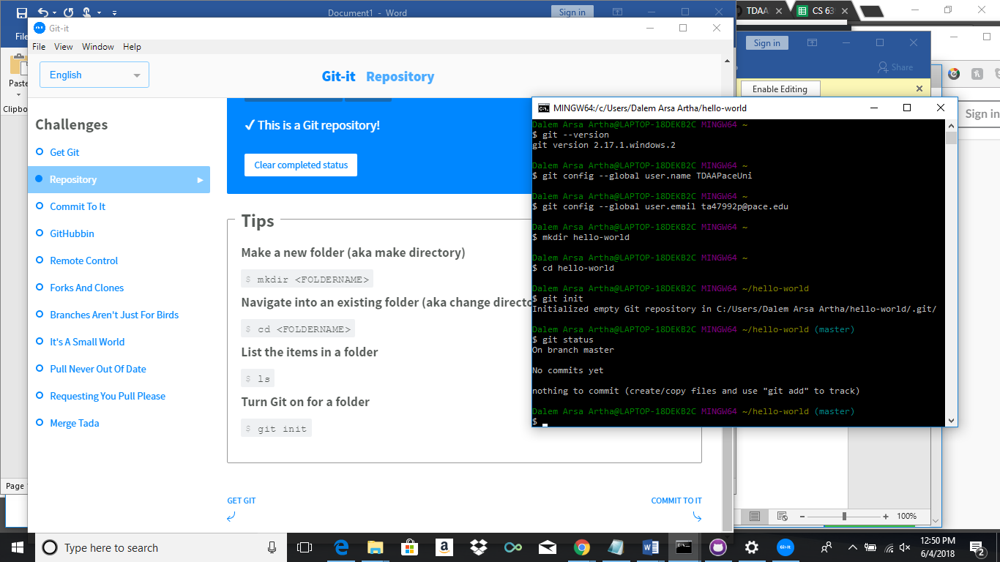 Document1 - Word
Sign in
TDAA
CS 63
File
Paste
Clipbo
Page
Git-it
File View Window Help
English
Git-it Repository
Challenges
Get Git
Repository
Commit To It
GitHubbin
Remote Control
Forks And Clones
Branches Aren't Just For Birds
It's A Small World
Pull Never Out Of Date
Requesting You Pull Please
Merge Tada
✓ This is a Git repository!
Clear completed status
Tips
Make a new folder (aka make directory)
$ mkdir <FOLDERNAME>
Navigate into an existing folder (aka change directo
$ cd <FOLDERNAME>
List the items in a folder
$ ls
Turn Git on for a folder
$ git init
GET GIT
COMMIT TO IT
Sign in
Share
Enable Editing
Sign in
MINGW64:/c/Users/Dalem Arsa Artha/hello-world
Dalem Arsa Artha@LAPTOP-18DEKB2C MINGW64 ~
$ git --version
git version 2.17.1.windows.2
Dalem Arsa Artha@LAPTOP-18DEKB2C MINGW64 ~
$ git config --global user.name TDAAPaceUni
Dalem Arsa Artha@LAPTOP-18DEKB2C MINGW64 ~
$ git config --global user.email ta47992p@pace.edu
Dalem Arsa Artha@LAPTOP-18DEKB2C MINGW64 ~
$ mkdir hello-world
Dalem Arsa Artha@LAPTOP-18DEKB2C MINGW64 ~
$ cd hello-world
Dalem Arsa Artha@LAPTOP-18DEKB2C MINGW64 ~/hello-world
$ git init
Initialized empty Git repository in C:/Users/Dalem Arsa Artha/hello-world/.git/
Dalem Arsa Artha@LAPTOP-18DEKB2C MINGW64 ~/hello-world (master)
$ git status
On branch master
No commits yet
nothing to commit (create/copy files and use "git add" to track)
Dalem Arsa Artha@LAPTOP-18DEKB2C MINGW64 ~/hello-world (master)
$
100%
Type here to search
12:50 PM
6/4/2018
2